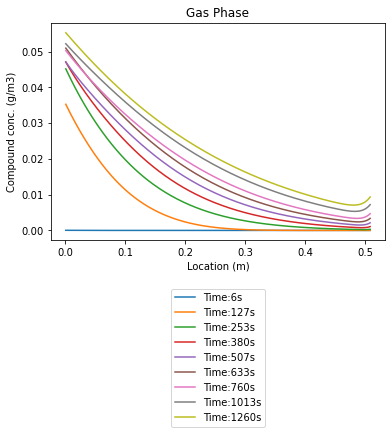 Gas Phase
Compound conc. (g/m3)
0.05
0.04
0.03
0.02
0.01
0.00
0.0 0.1 0.2 0.3 0.4 0.5
Location (m)
Time:6s
Time:127s
Time:253s
Time:380s
Time:507s
Time:633s
Time:760s
Time:1013s
Time:1260s